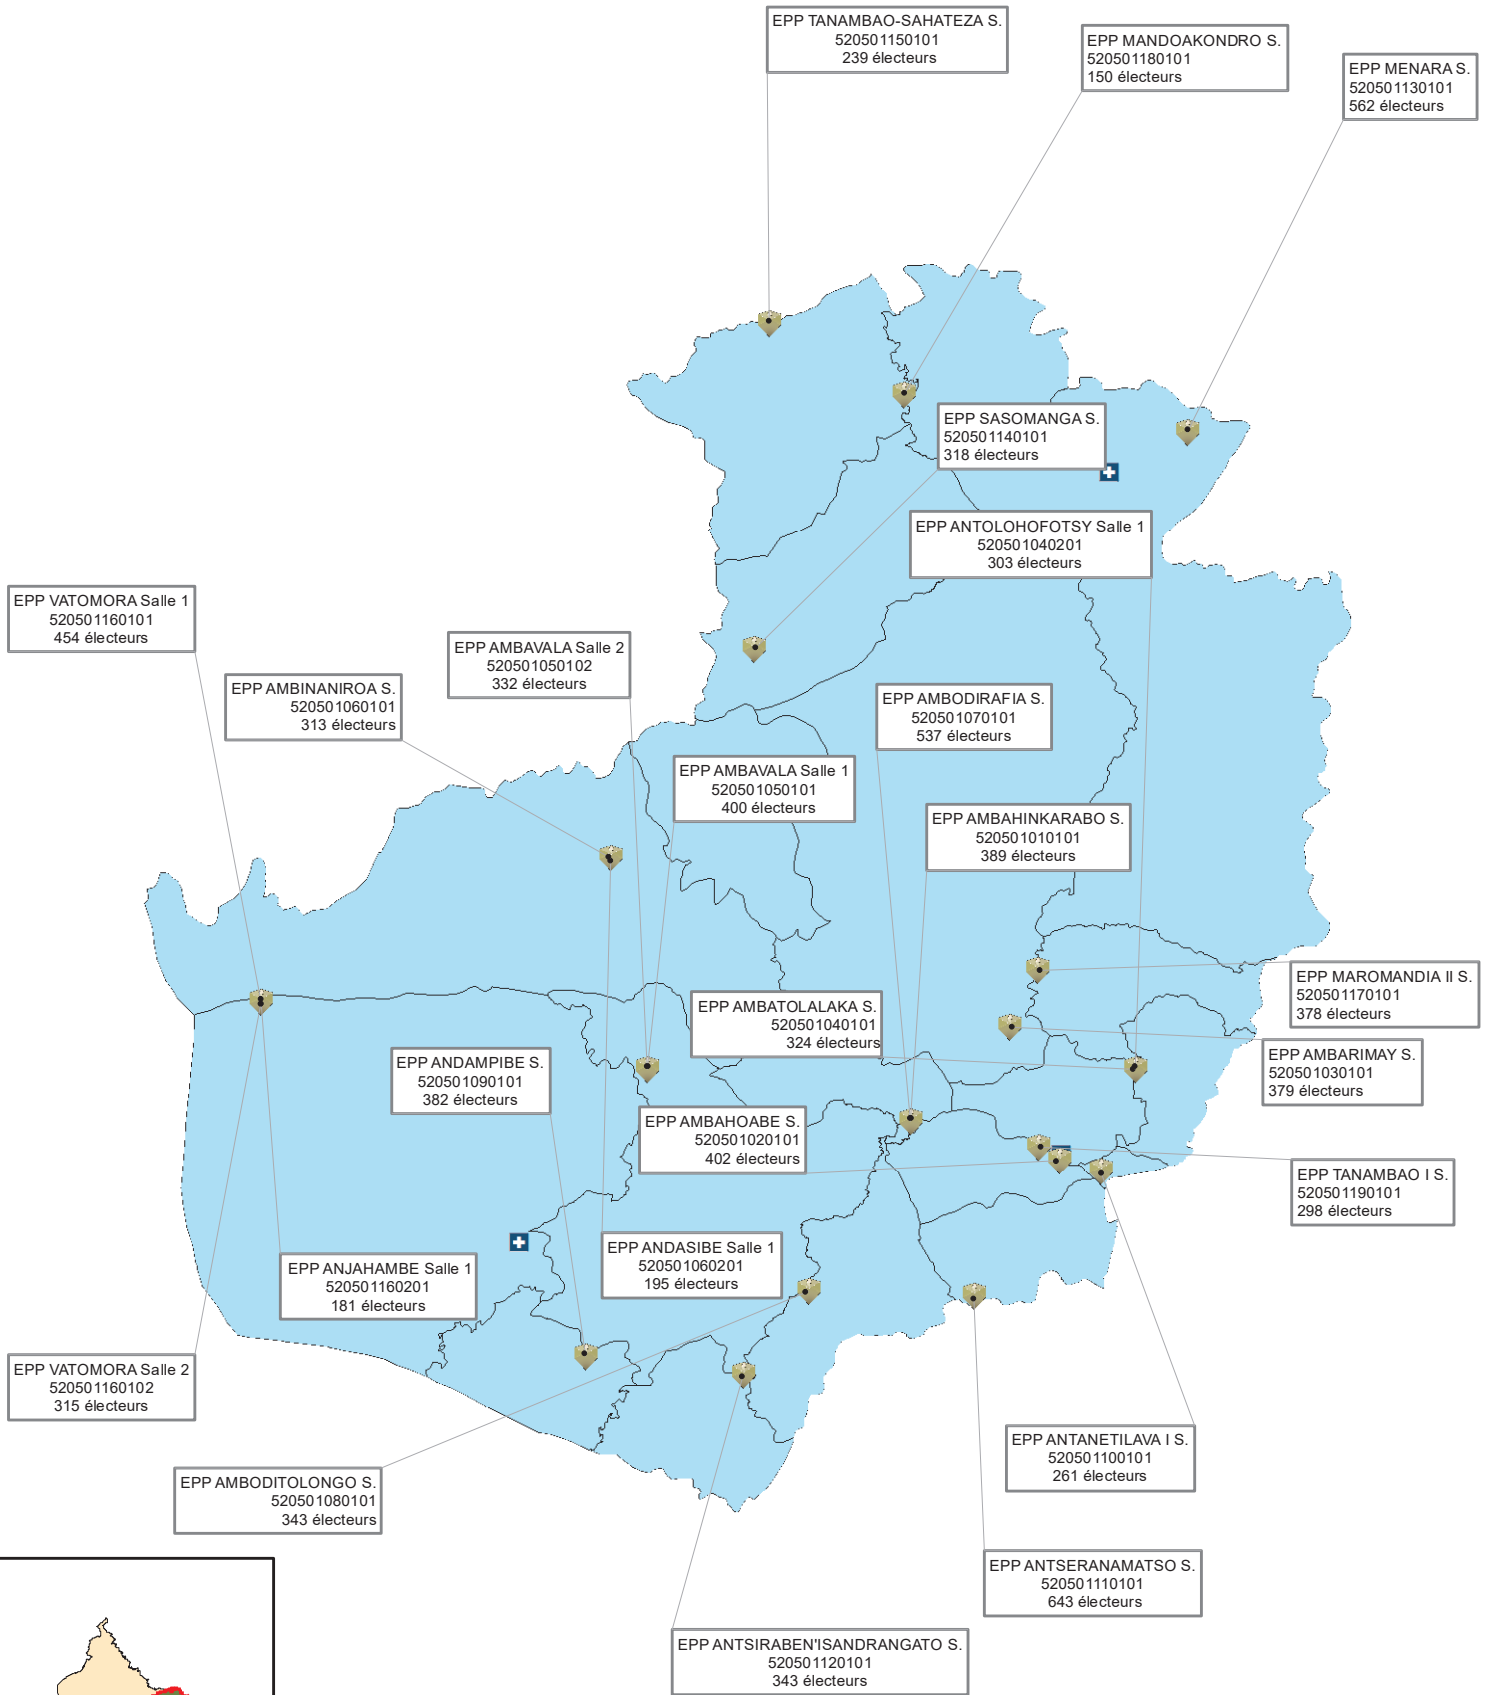 EPP TANAMBAO-SAHATEZA S.
520501150101
239 électeurs
EPP MANDOAKONDRO S.
520501180101
150 électeurs
EPP MENARA S.
520501130101
562 électeurs
EPP SASOMANGA S.
520501140101
318 électeurs
EPP ANTOLOHOFOTSY Salle 1
520501040201
303 électeurs
EPP VATOMORA Salle 1
520501160101
454 électeurs
EPP AMBAVALA Salle 2
520501050102
332 électeurs
EPP AMBINANIROA S.
520501060101
313 électeurs
EPP AMBODIRAFIA S.
520501070101
537 électeurs
EPP AMBAVALA Salle 1
520501050101
400 électeurs
EPP AMBAHINKARABO S.
520501010101
389 électeurs
EPP MAROMANDIA II S.
520501170101
378 électeurs
EPP AMBATOLALAKA S.
520501040101
324 électeurs
EPP AMBARIMAY S.
520501030101
379 électeurs
EPP ANDAMPIBE S.
520501090101
382 électeurs
EPP AMBAHOABE S.
520501020101
402 électeurs
EPP TANAMBAO I S.
520501190101
298 électeurs
EPP ANDASIBE Salle 1
520501060201
195 électeurs
EPP ANJAHAMBE Salle 1
520501160201
181 électeurs
EPP VATOMORA Salle 2
520501160102
315 électeurs
EPP ANTANETILAVA I S.
520501100101
261 électeurs
EPP AMBODITOLONGO S.
520501080101
343 électeurs
EPP ANTSERANAMATSO S.
520501110101
643 électeurs
EPP ANTSIRABEN'ISANDRANGATO S.
520501120101
343 électeurs